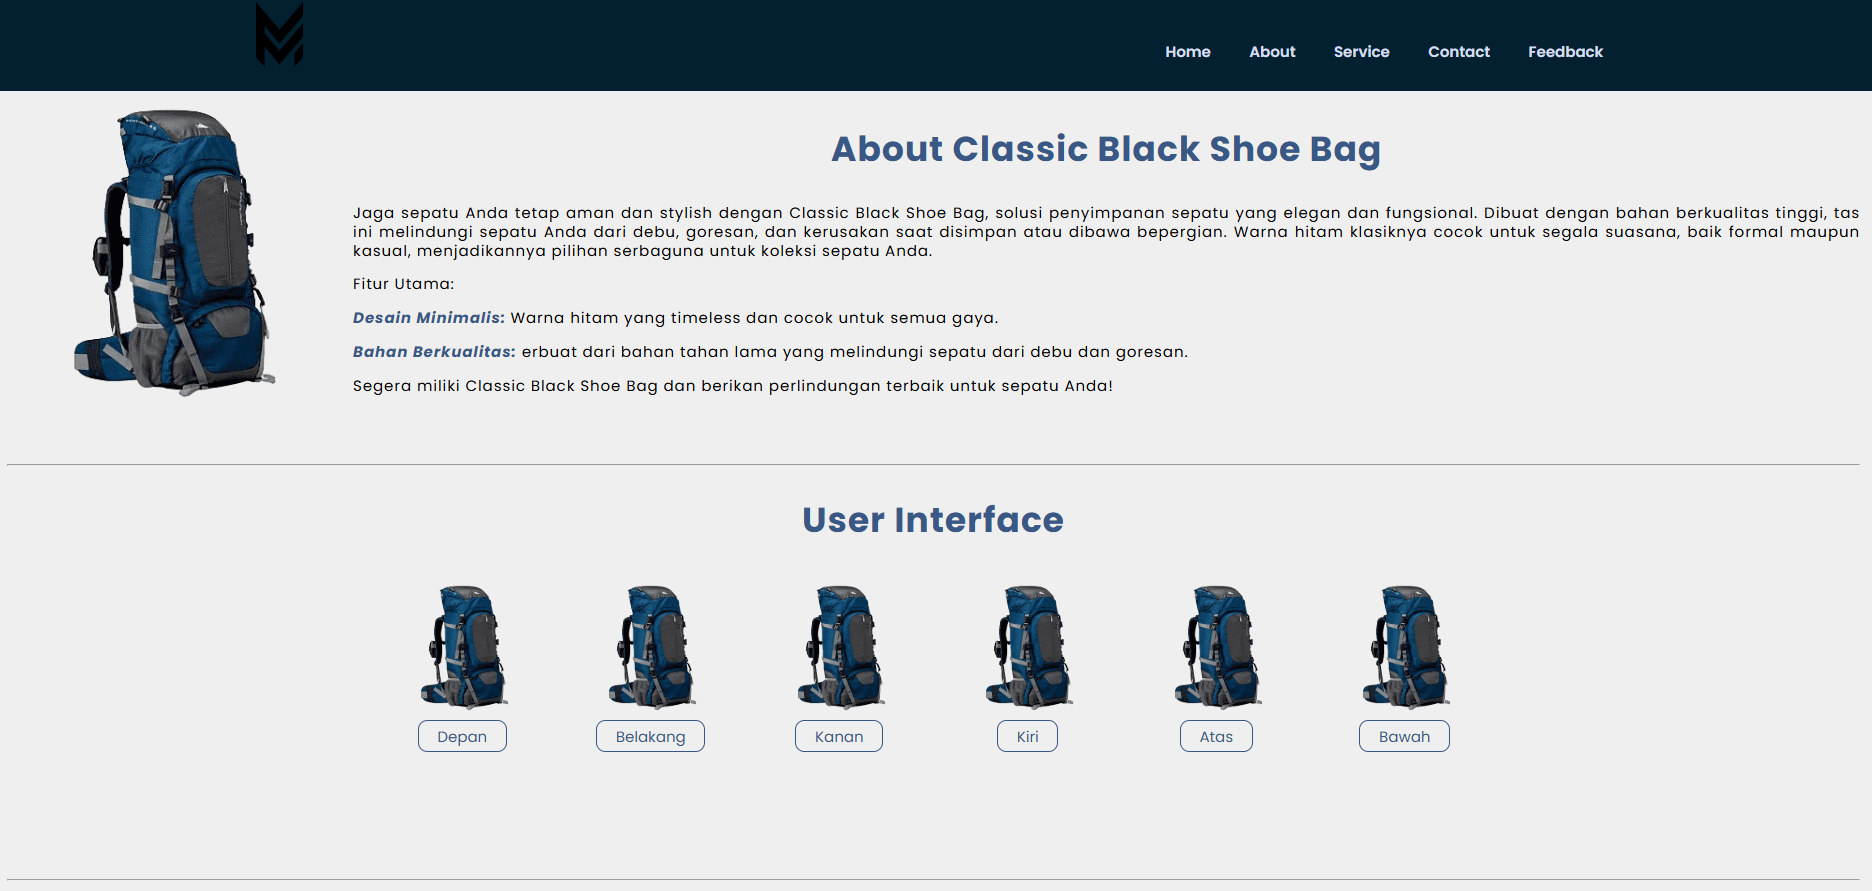 Home About Service Contact Feedback
About Classic Black Shoe Bag
Jaga sepatu Anda tetap aman dan stylish dengan Classic Black Shoe Bag, solusi penyimpanan sepatu yang elegan dan fungsional. Dibuat dengan bahan berkualitas tinggi, tas
ini melindungi sepatu Anda dari debu, goresan, dan kerusakan saat disimpan atau dibawa bepergian. Warna hitam klasiknya cocok untuk segala suasana, baik formal maupun
kasual, menjadikannya pilihan serbaguna untuk koleksi sepatu Anda.
Fitur Utama:
Desain Minimalis: Warna hitam yang timeless dan cocok untuk semua gaya.
Bahan Berkualitas: erbuat dari bahan tahan lama yang melindungi sepatu dari debu dan goresan.
Segera miliki Classic Black Shoe Bag dan berikan perlindungan terbaik untuk sepatu Anda!
User Interface
Depan Belakang Kanan Kiri Atas Bawah